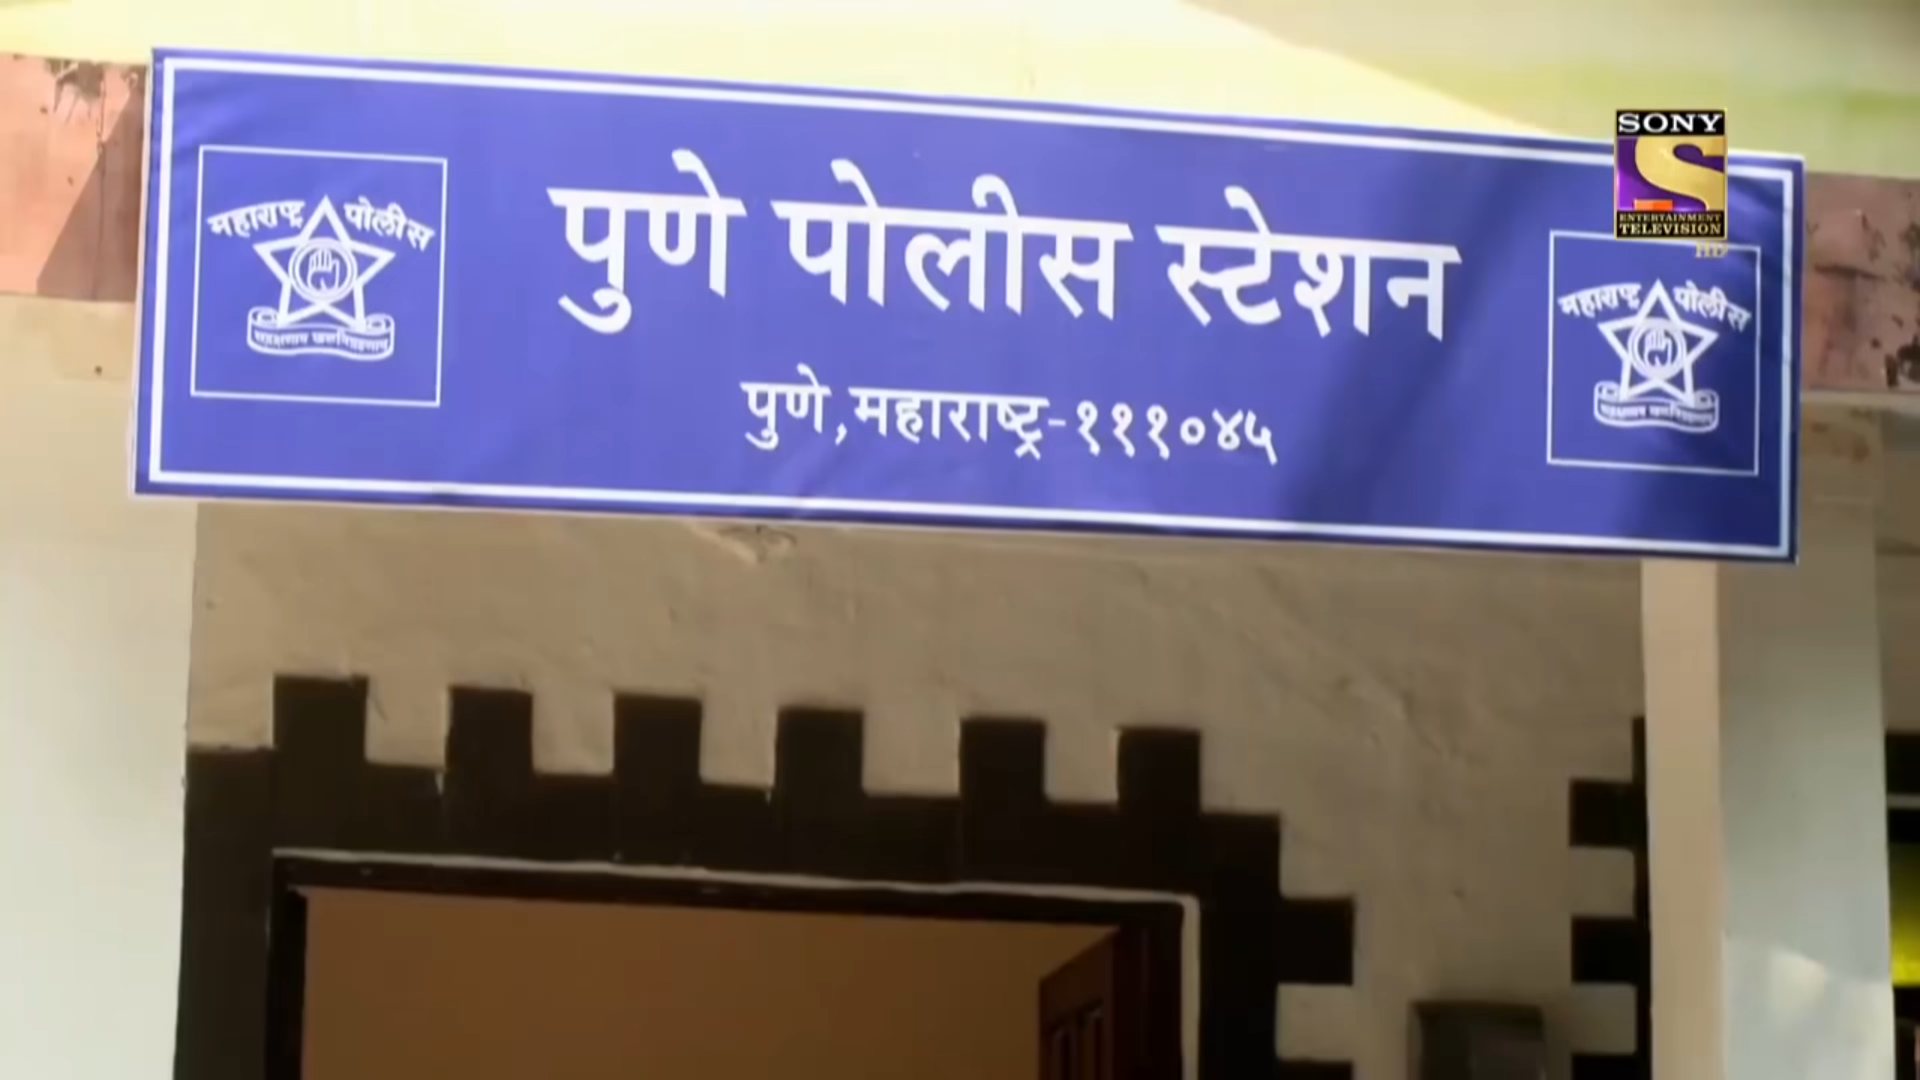 पुणे पोलीस स्टेशन
पुणे,महाराष्ट्र-१११०४५
महाराष्ट्र पोलीस
महाराष्ट्र पोलीस
SONY
ENTERTAINMENT
TELEVISION
HD